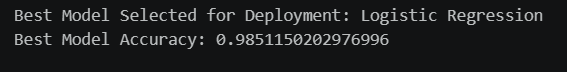 Best Model Selected for Deployment: Logistic Regression
Best Model Accuracy: 0.9851150202976996